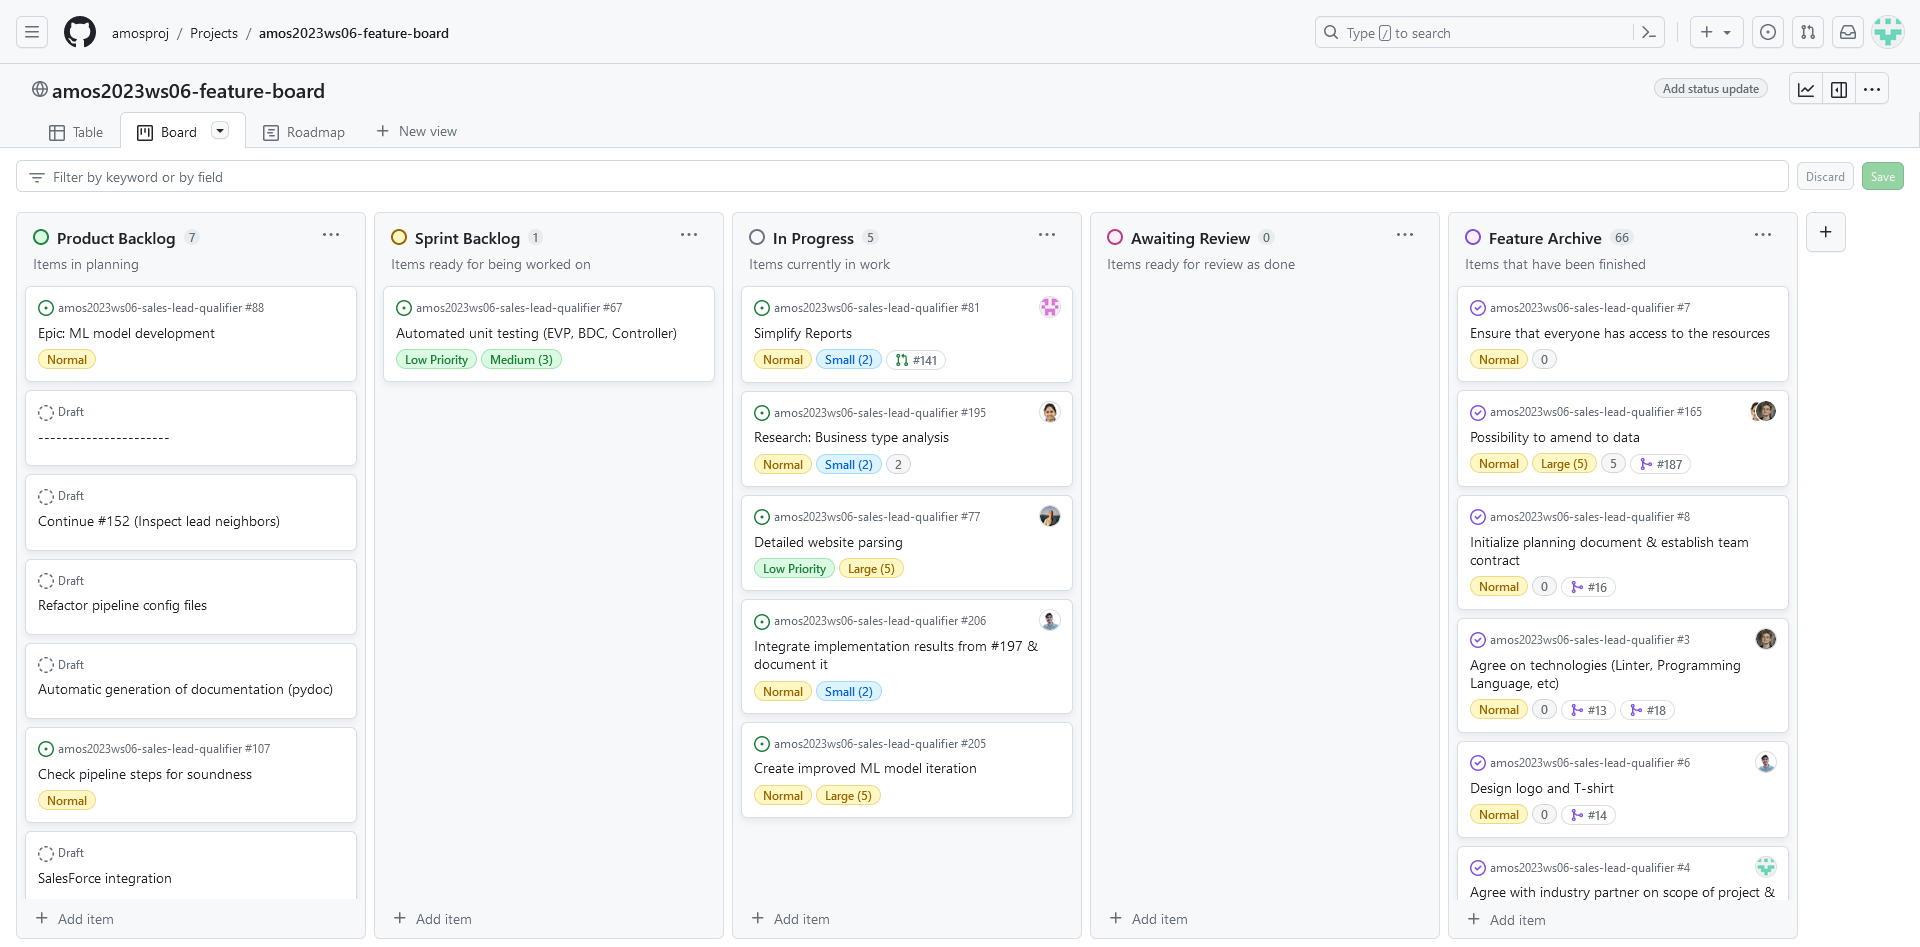 amosproj / Projects / amos2023ws06-feature-board
Type / to search
amos2023ws06-feature-board
Add status update
Table
Board
Roadmap
New view
Filter by keyword or by field
Discard
Save
Product Backlog 7
Items in planning
amos2023ws06-sales-lead-qualifier #88
Epic: ML model development
Normal
Draft
----------------------
Draft
Continue #152 (Inspect lead neighbors)
Draft
Refactor pipeline config files
Draft
Automatic generation of documentation (pydoc)
amos2023ws06-sales-lead-qualifier #107
Check pipeline steps for soundness
Normal
Draft
SalesForce integration
Add item
Sprint Backlog 1
Items ready for being worked on
amos2023ws06-sales-lead-qualifier #67
Automated unit testing (EVP, BDC, Controller)
Low Priority Medium (3)
Add item
In Progress 5
Items currently in work
amos2023ws06-sales-lead-qualifier #81
Simplify Reports
Normal Small (2) #141
amos2023ws06-sales-lead-qualifier #195
Research: Business type analysis
Normal Small (2) 2
amos2023ws06-sales-lead-qualifier #77
Detailed website parsing
Low Priority Large (5)
amos2023ws06-sales-lead-qualifier #206
Integrate implementation results from #197 &
document it
Normal Small (2)
amos2023ws06-sales-lead-qualifier #205
Create improved ML model iteration
Normal Large (5)
Add item
Awaiting Review 0
Items ready for review as done
Add item
Feature Archive 66
Items that have been finished
amos2023ws06-sales-lead-qualifier #7
Ensure that everyone has access to the resources
Normal 0
amos2023ws06-sales-lead-qualifier #165
Possibility to amend to data
Normal Large (5) 5 #187
amos2023ws06-sales-lead-qualifier #8
Initialize planning document & establish team
contract
Normal 0 #16
amos2023ws06-sales-lead-qualifier #3
Agree on technologies (Linter, Programming
Language, etc)
Normal 0 #13 #18
amos2023ws06-sales-lead-qualifier #6
Design logo and T-shirt
Normal 0 #14
amos2023ws06-sales-lead-qualifier #4
Agree with industry partner on scope of project &
Add item